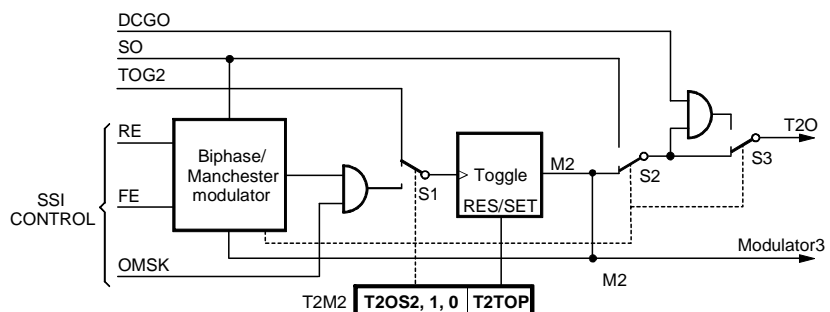 DCGO
SO
TOG2
RE
Biphase/
Manchester
modulator
FE
SSI
CONTROL
OMSK
S1
Toggle
RES/SET
M2
S2
S3
T2O
Modulator3
M2
T2M2 T2OS2, 1, 0 T2TOP